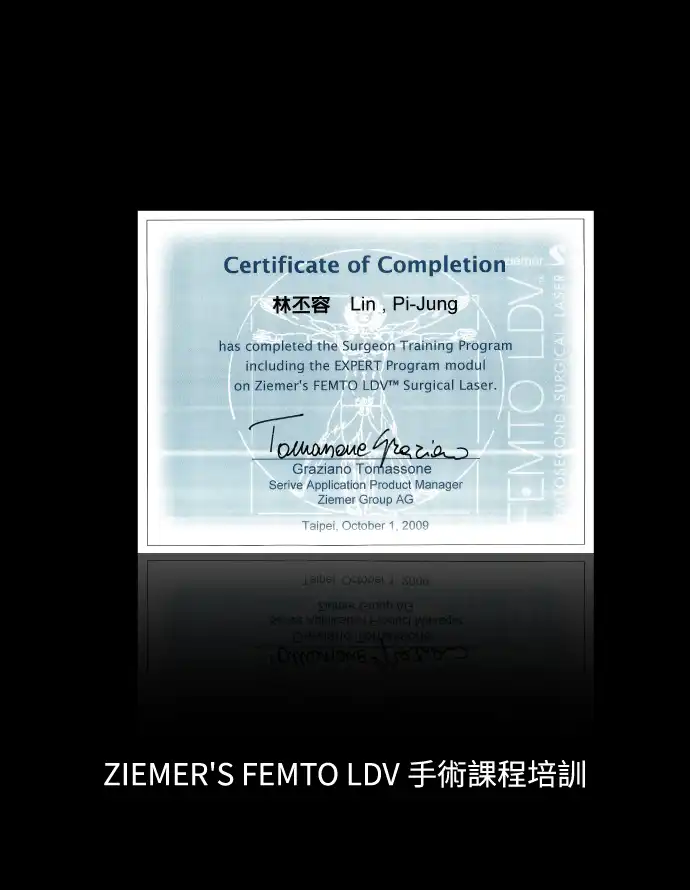 ziemer
Certificate of Completion
林丕容 Lin , Pi-Jung
has completed the Surgeon Training Program
including the EXPERT Program modul
on Ziemer's FEMTO LDV™ Surgical Laser.
Tomassone Graziano
Graziano Tomassone
Serive Application Product Manager
Ziemer Group AG
Taipei, October 1, 2009
FEMTO LDV™
FEMTOSECOND SURGICAL LASER
ZIEMER'S FEMTO LDV 手術課程培訓